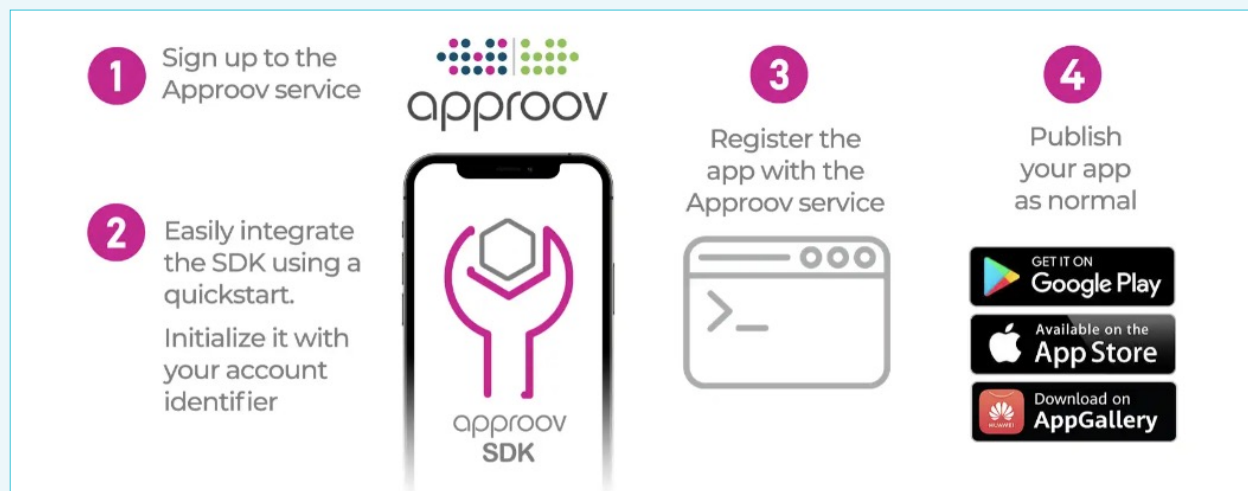 1
Sign up to the
Approov service
approov
2
Easily integrate
the SDK using a
quickstart.
Initialize it with
your account
identifier
approov
SDK
3
Register the
app with the
Approov service
>_
4
Publish
your app
as normal
GET IT ON
Google Play
Available on the
App Store
HUAWEI
Download on
AppGallery